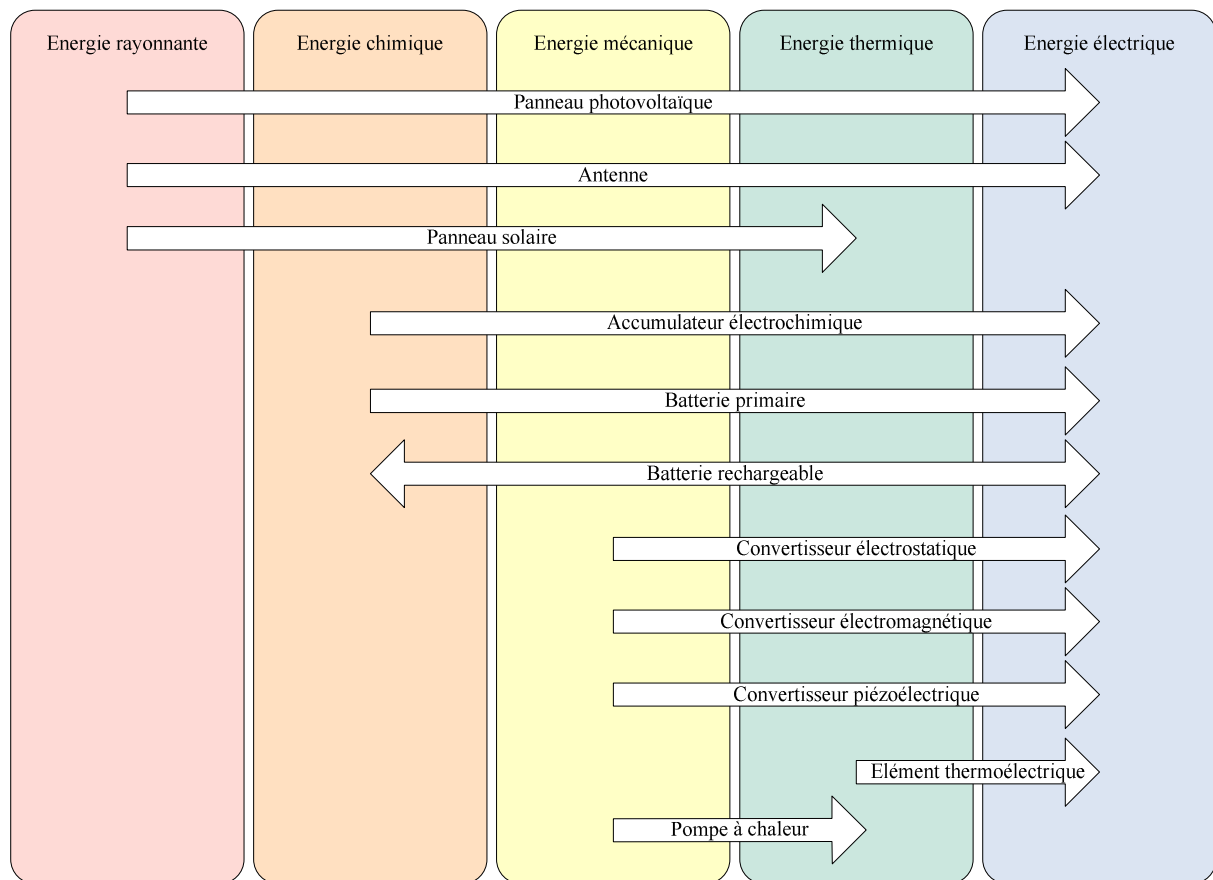 Energie rayonnante
Energie chimique
Energie mécanique
Energie thermique
Energie électrique
Panneau photovoltaïque
Antenne
Panneau solaire
Accumulateur électrochimique
Batterie primaire
Batterie rechargeable
Convertisseur électrostatique
Convertisseur électromagnétique
Convertisseur piézoélectrique
Elément thermoélectrique
Pompe à chaleur